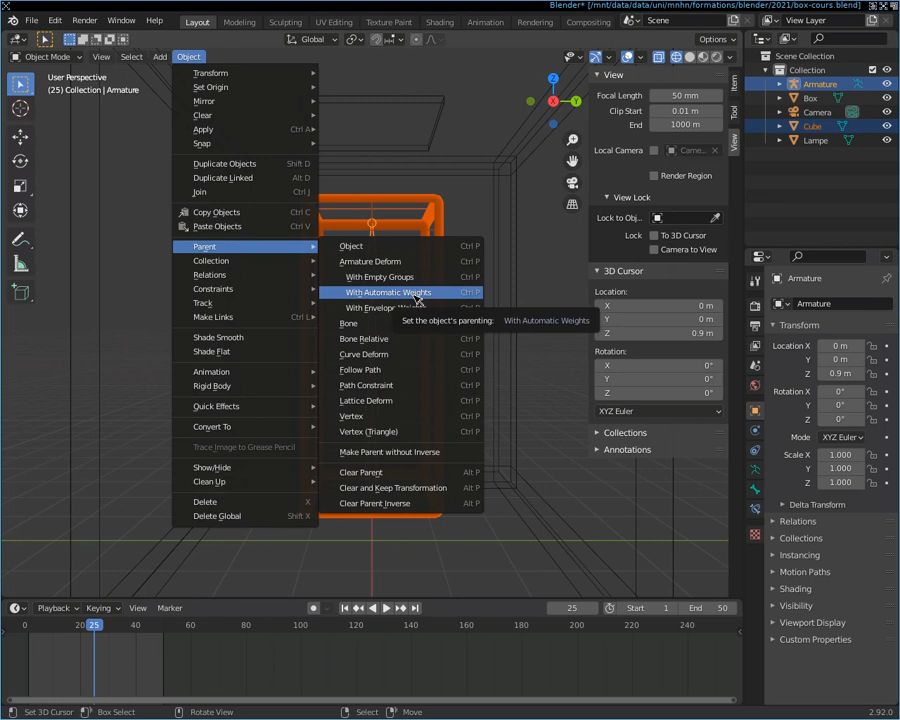 Blender* [/mnt/data/data/uni/mnhn/formations/blender/2021/box-cours.blend]
File Edit Render Window Help Layout Modeling Sculpting UV Editing Texture Paint Shading Animation Rendering Compositing Scene View Layer
Global Options
Object Mode View Select Add Object
User Perspective
(25) Collection | Armature
Transform
Set Origin
Mirror
Clear
Apply Ctrl A
Snap
Duplicate Objects Shift D
Duplicate Linked Alt D
Join Ctrl J
Copy Objects Ctrl C
Paste Objects Ctrl V
Parent
Collection
Relations
Constraints
Track
Make Links Ctrl L
Shade Smooth
Shade Flat
Animation
Rigid Body
Quick Effects
Convert To
Trace Image to Grease Pencil
Show/Hide
Clean Up
Delete X
Delete Global Shift X
Object Ctrl P
Armature Deform Ctrl P
With Empty Groups Ctrl P
With Automatic Weights Ctrl P
With Envelope Ctrl P
Bone
Bone Relative Ctrl P
Curve Deform Ctrl P
Follow Path Ctrl P
Path Constraint Ctrl P
Lattice Deform Ctrl P
Vertex Ctrl P
Vertex (Triangle) Ctrl P
Make Parent without Inverse
Clear Parent Alt P
Clear and Keep Transformation Alt P
Clear Parent Inverse Alt P
Set the object's parenting: With Automatic Weights
X Y Z
View
Focal Length 50 mm
Clip Start 0.01 m
End 1000 m
Local Camera Came...
Render Region
View Lock
Lock to Obj...
Lock To 3D Cursor
Camera to View
3D Cursor
Location:
X 0 m
Y 0 m
Z 0.9 m
Rotation:
X 0°
Y 0°
Z 0°
XYZ Euler
Collections
Annotations
Item
Tool
View
Scene Collection
Collection
Armature
Box
Camera
Cube
Lampe
Armature
Armature
Transform
Location X 0 m
Y 0 m
Z 0.9 m
Rotation X 0°
Y 0°
Z 0°
Mode XYZ Euler
Scale X 1.000
Y 1.000
Z 1.000
Delta Transform
Relations
Collections
Instancing
Motion Paths
Shading
Visibility
Viewport Display
Custom Properties
Playback Keying View Marker 25 Start 1 End 50
0 20 25 40 60 80 100 120 140 160 180 200 220 240
Set 3D Cursor Box Select Rotate View Select Move 2.92.0